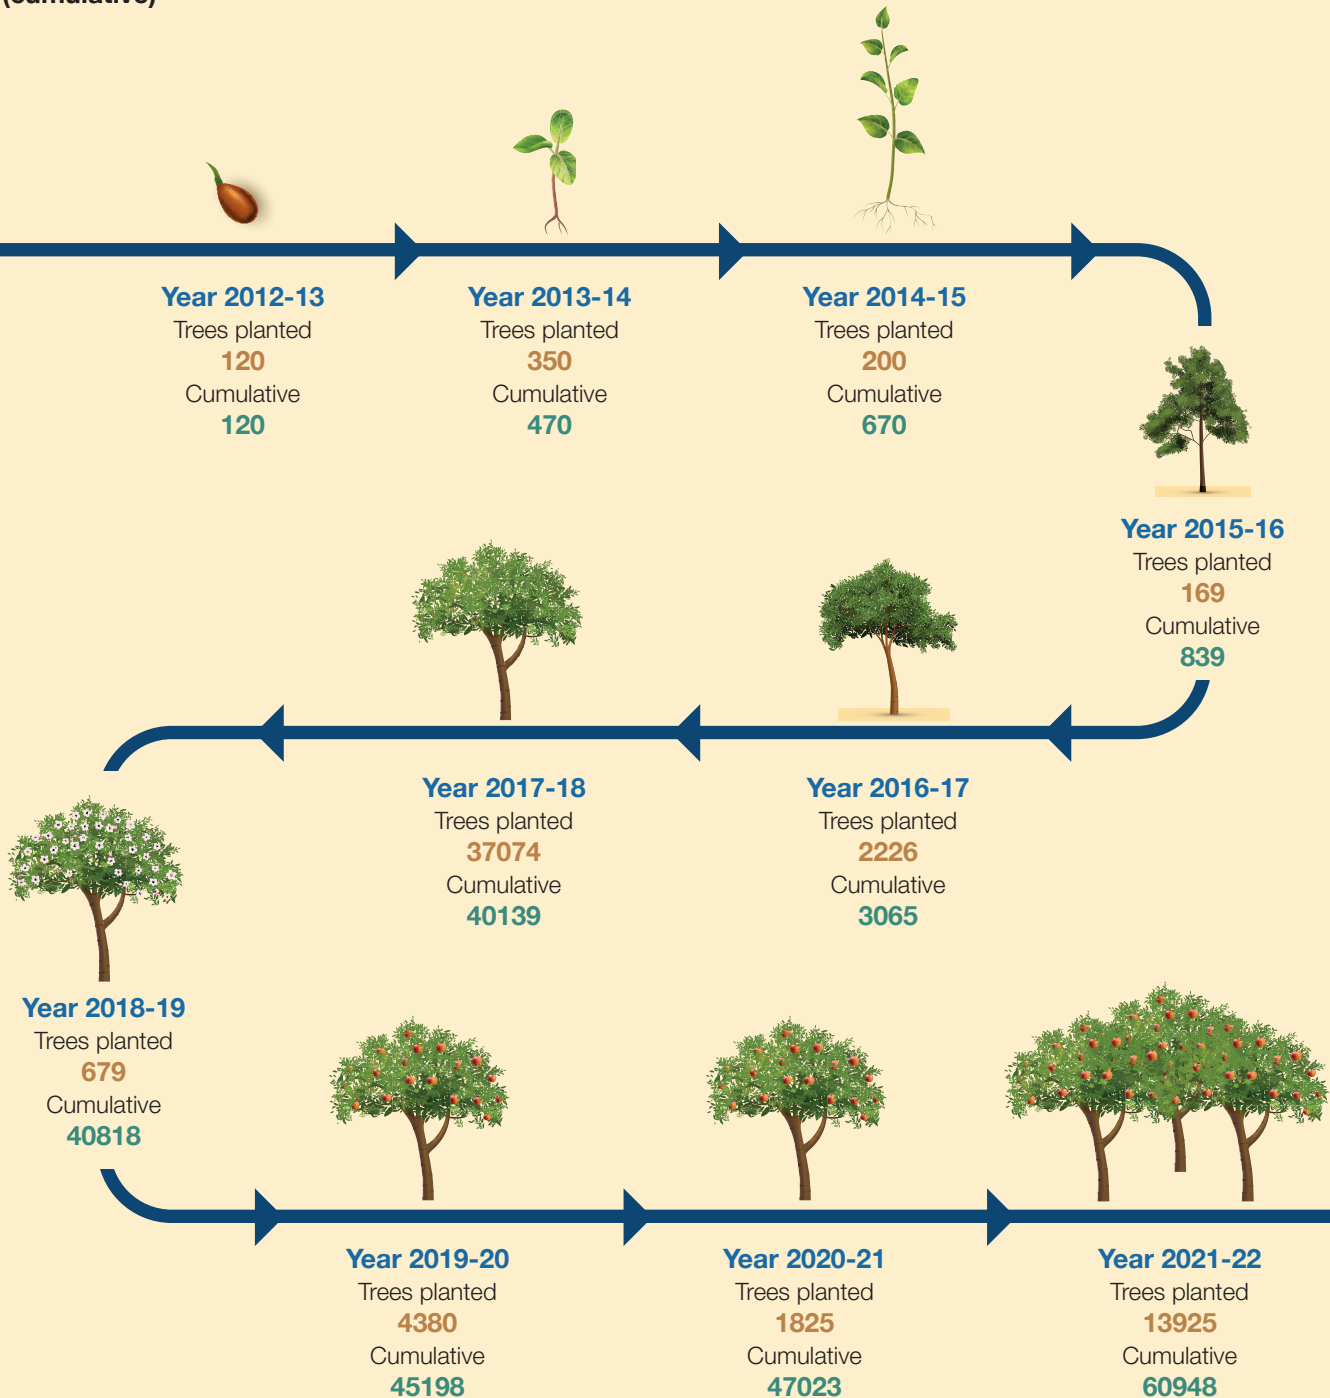 (cumulative)
Year 2012-13
Trees planted
120
Cumulative
120
Year 2013-14
Trees planted
350
Cumulative
470
Year 2014-15
Trees planted
200
Cumulative
670
Year 2015-16
Trees planted
169
Cumulative
839
Year 2016-17
Trees planted
2226
Cumulative
3065
Year 2017-18
Trees planted
37074
Cumulative
40139
Year 2018-19
Trees planted
679
Cumulative
40818
Year 2019-20
Trees planted
4380
Cumulative
45198
Year 2020-21
Trees planted
1825
Cumulative
47023
Year 2021-22
Trees planted
13925
Cumulative
60948